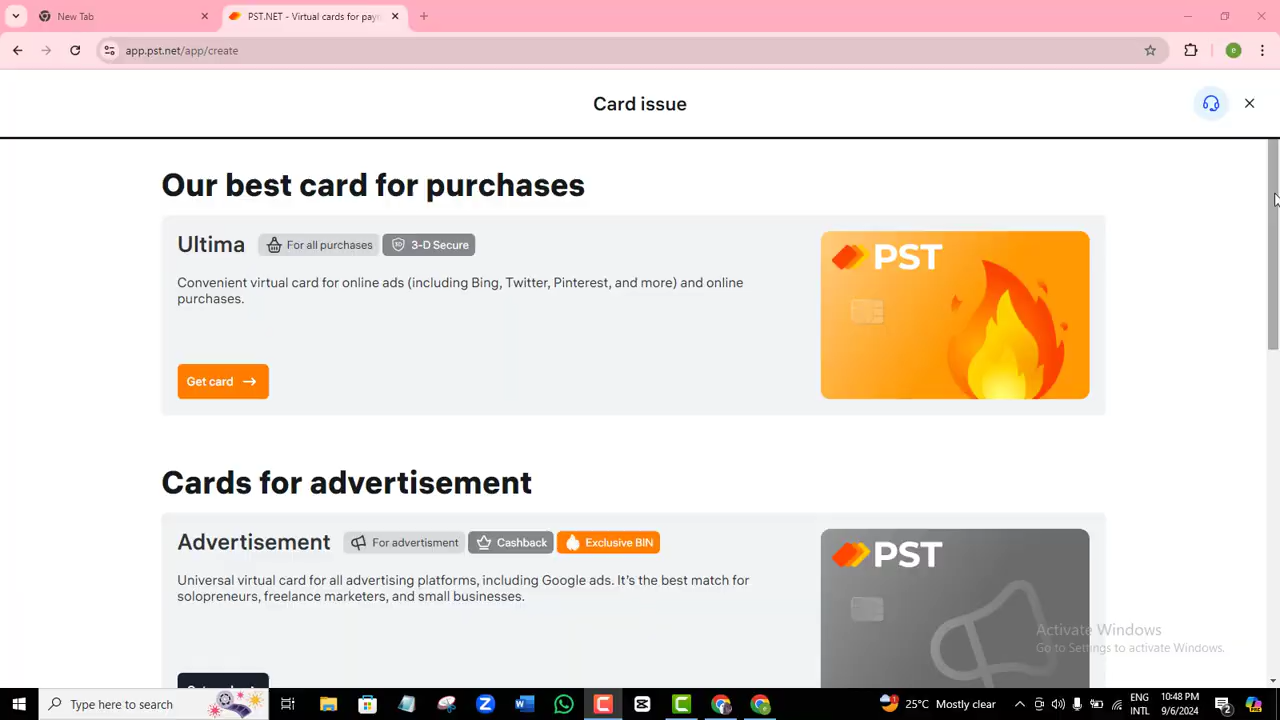 New Tab
PST.NET - Virtual cards for pay
app.pst.net/app/create
e
Card issue
Our best card for purchases
Ultima
For all purchases
3-D Secure
Convenient virtual card for online ads (including Bing, Twitter, Pinterest, and more) and online
purchases.
Get card
PST
Cards for advertisement
Advertisement
For advertisment
Cashback
Exclusive BIN
Universal virtual card for all advertising platforms, including Google ads. It's the best match for
solopreneurs, freelance marketers, and small businesses.
PST
Activate Windows
Go to Settings to activate Windows.
Type here to search
25°C Mostly clear
ENG
INTL
10:48 PM
9/6/2024
2